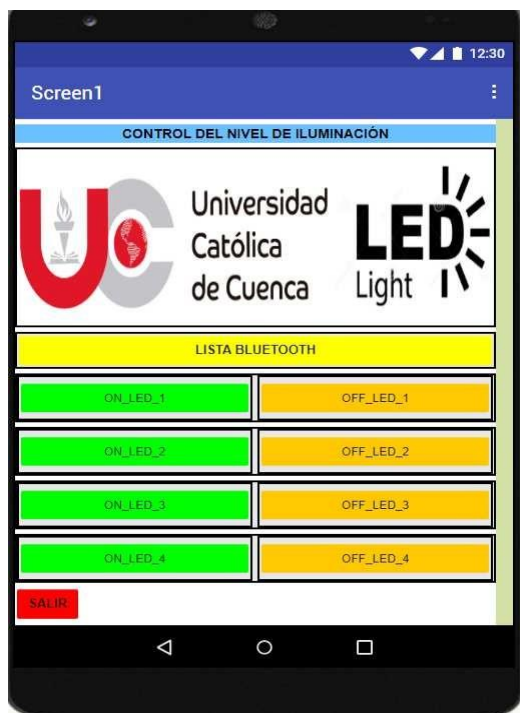 12:30
Screen1
CONTROL DEL NIVEL DE ILUMINACIÓN
UC
Universidad
Católica
de Cuenca
LED
Light
LISTA BLUETOOTH
ON_LED_1
OFF_LED_1
ON_LED_2
OFF_LED_2
ON_LED_3
OFF_LED_3
ON_LED_4
OFF_LED_4
SALIR